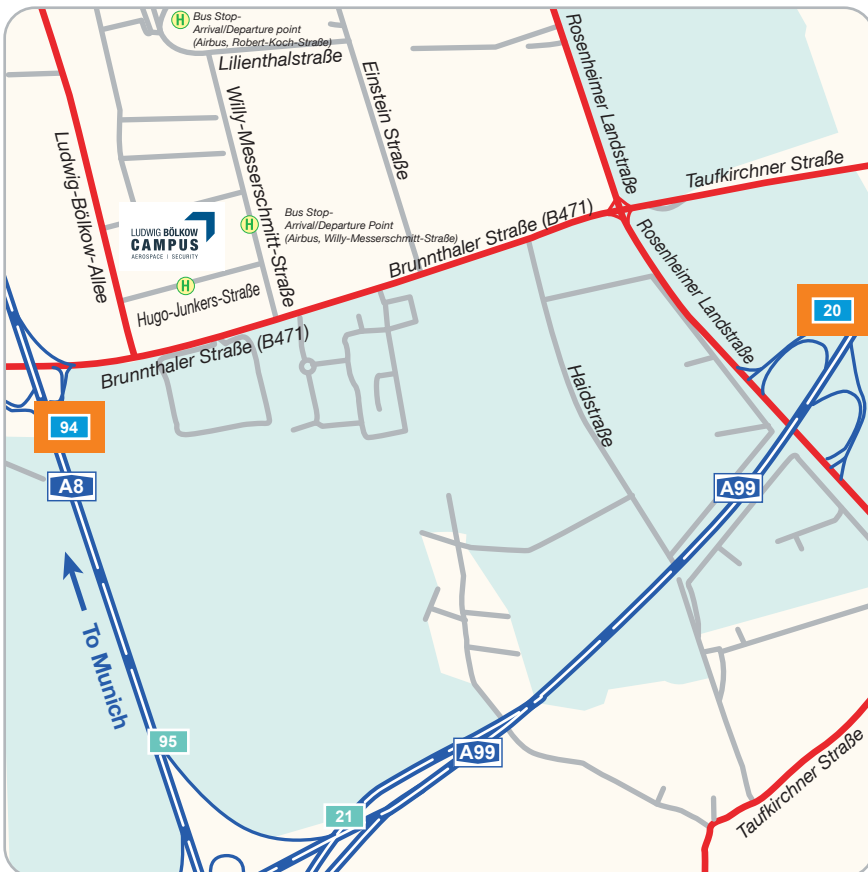 H
Bus Stop-
Arrival/Departure point
(Airbus, Robert-Koch-Straße)
Lilienthalstraße
Rosenheimer Landstraße
Einstein Straße
Willy-Messerschmitt-Straße
Ludwig-Bölkow-Allee
Taufkirchner Straße
LUDWIG BÖLKOW
CAMPUS
AEROSPACE | SECURITY
H
Bus Stop-
Arrival/Departure Point
(Airbus, Willy-Messerschmitt-Straße)
Brunnthaler Straße (B471)
Rosenheimer Landstraße
H
Hugo-Junkers-Straße
20
Brunnthaler Straße (B471)
Haidstraße
94
A8
A99
To Munich
95
A99
21
Taufkirchner Straße